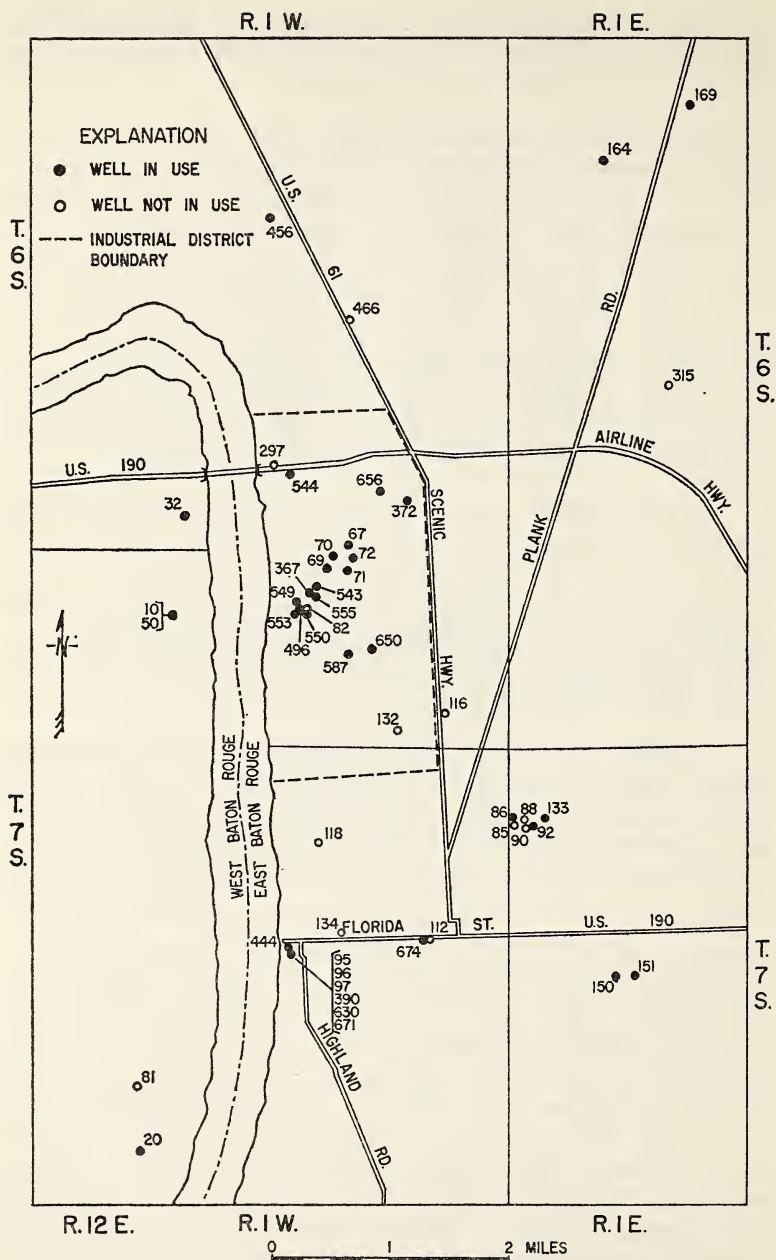 R. 1 W. R. 1 E.
EXPLANATION
WELL IN USE
WELL NOT IN USE
INDUSTRIAL DISTRICT
BOUNDARY
T.
6
S.
T.
6
S.
T.
7
S.
T.
7
S.
169
164
U.S.
61
456
466
RD.
315
AIRLINE
HWY.
U.S. 190
297
544
656
372
SCENIC
HWY.
PLANK
32
67
70
72
69
71
367
543
549
555
553
82
550
496
650
587
10
50
N
116
132
WEST BATON ROUGE
EAST BATON ROUGE
86
88
133
85
90
92
118
134
FLORIDA ST. U.S. 190
112
444
674
95
96
97
390
630
671
151
150
HIGHLAND
RD.
81
20
R. 12 E. R. 1 W. R. 1 E.
0 2 MILES